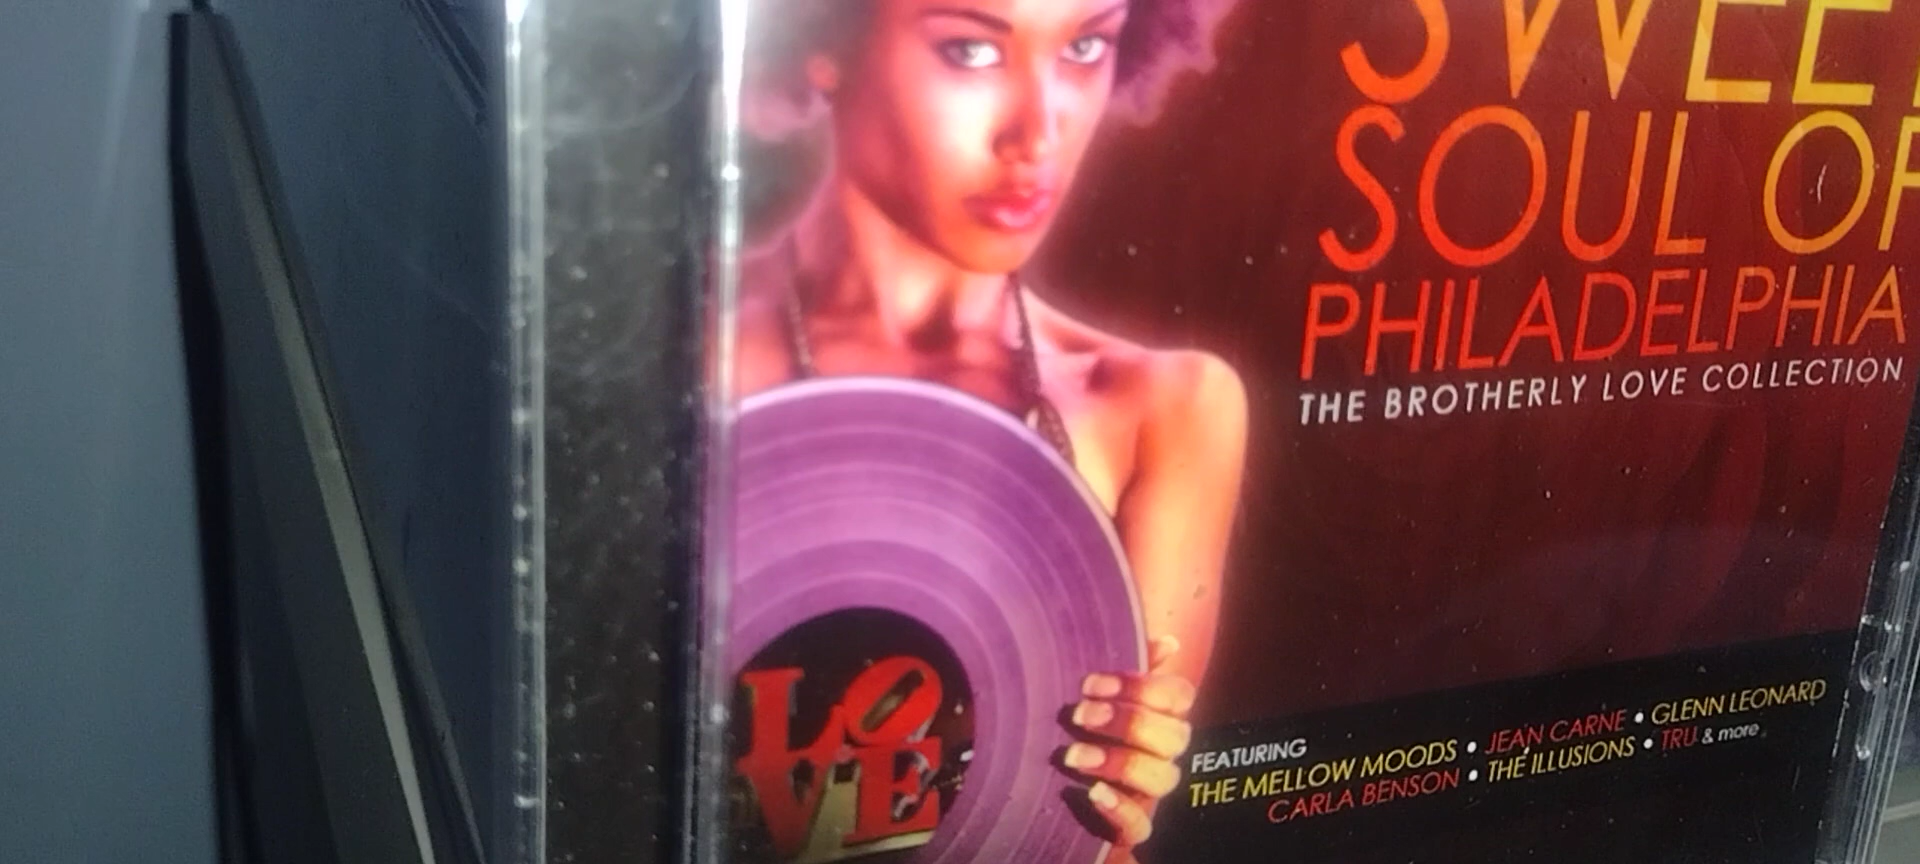 SWEET
SOUL OF
PHILADELPHIA
THE BROTHERLY LOVE COLLECTION
LOVE
FEATURING
THE MELLOW MOODS • JEAN CARNE • GLENN LEONARD
CARLA BENSON • THE ILLUSIONS • TRU & more